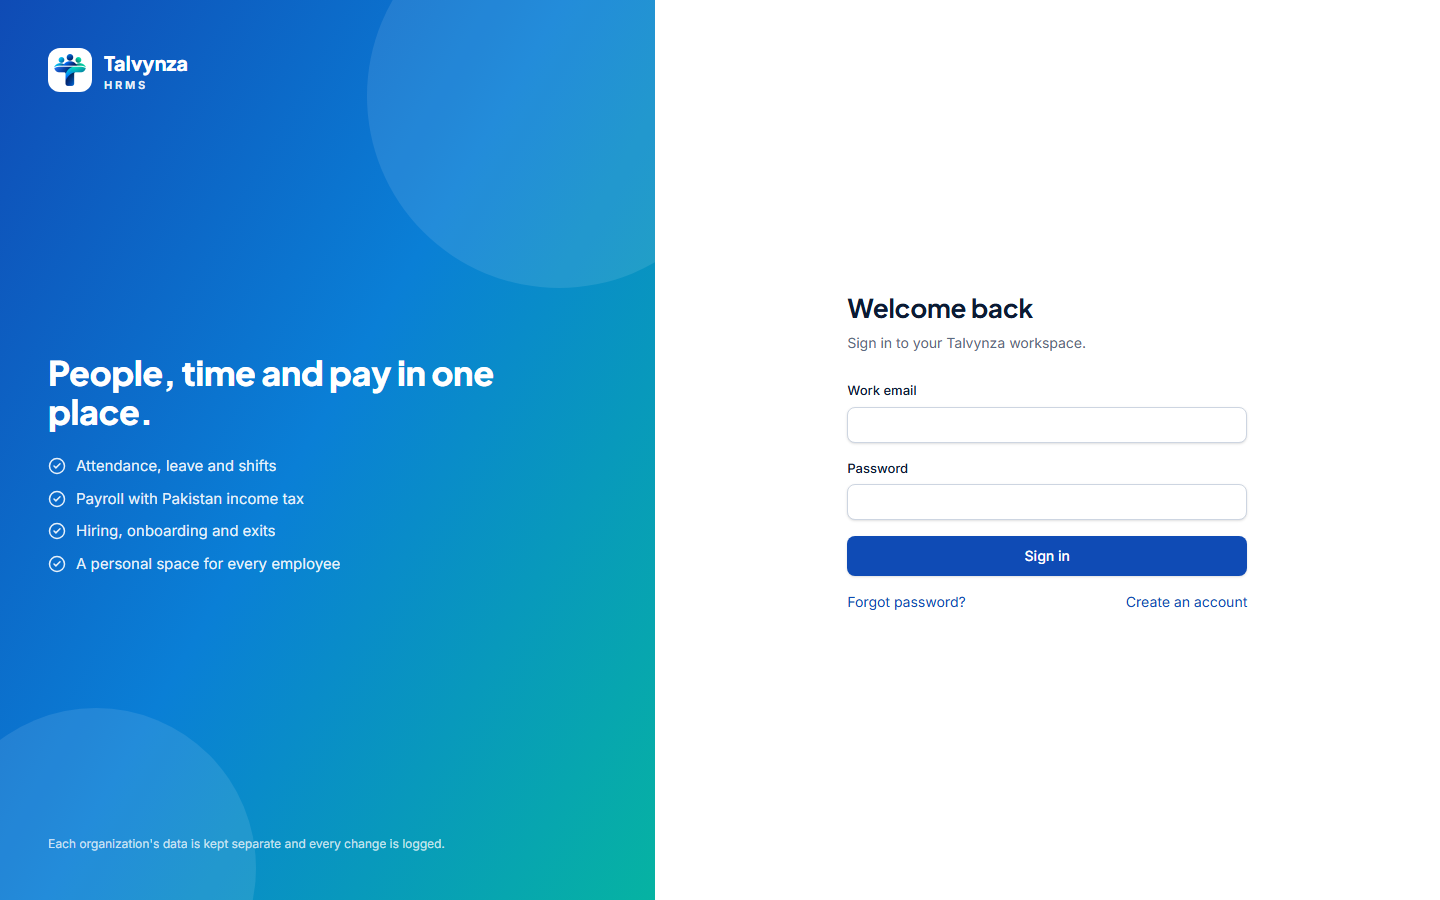 Talvynza
HRMS
People, time and pay in one
place.
Attendance, leave and shifts
Payroll with Pakistan income tax
Hiring, onboarding and exits
A personal space for every employee
Each organization's data is kept separate and every change is logged.
Welcome back
Sign in to your Talvynza workspace.
Work email
Password
Sign in
Forgot password?
Create an account